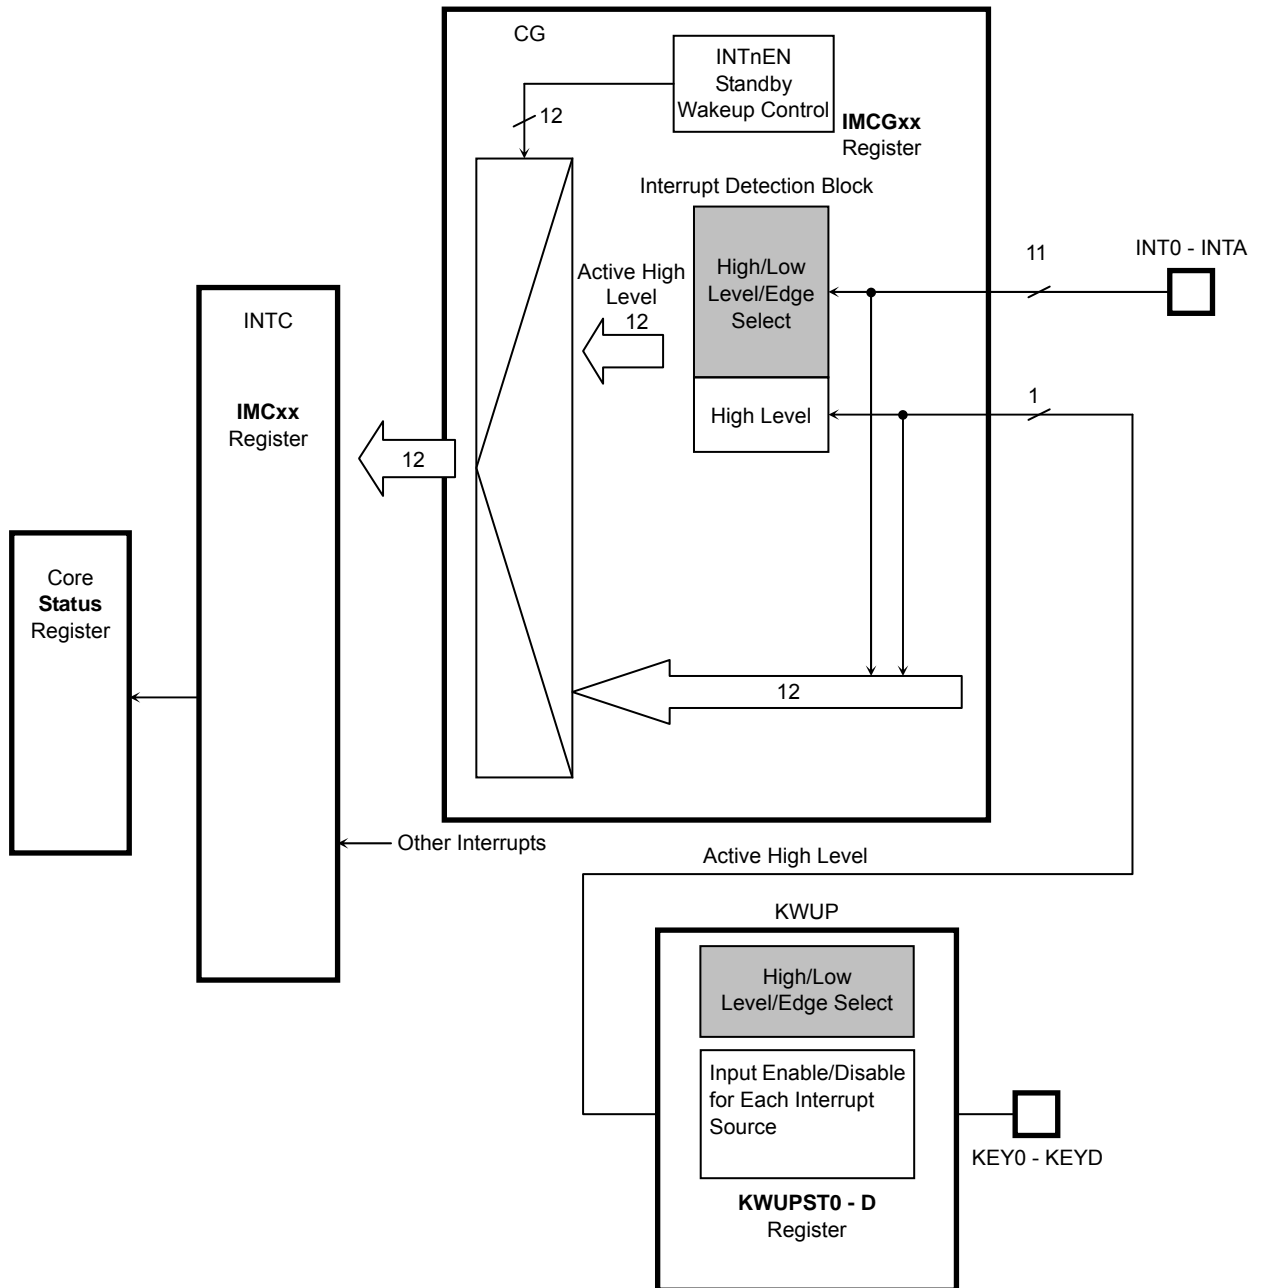 CG
INTnEN
Standby
Wakeup Control
12
IMCGxx
Register
Interrupt Detection Block
11
INT0 - INTA
High/Low
Level/Edge
Select
Active High
Level
12
INTC
IMCxx
Register
High Level
1
12
Core
Status
Register
12
Other Interrupts
Active High Level
KWUP
High/Low
Level/Edge Select
Input Enable/Disable
for Each Interrupt
Source
KEY0 - KEYD
KWUPST0 - D
Register